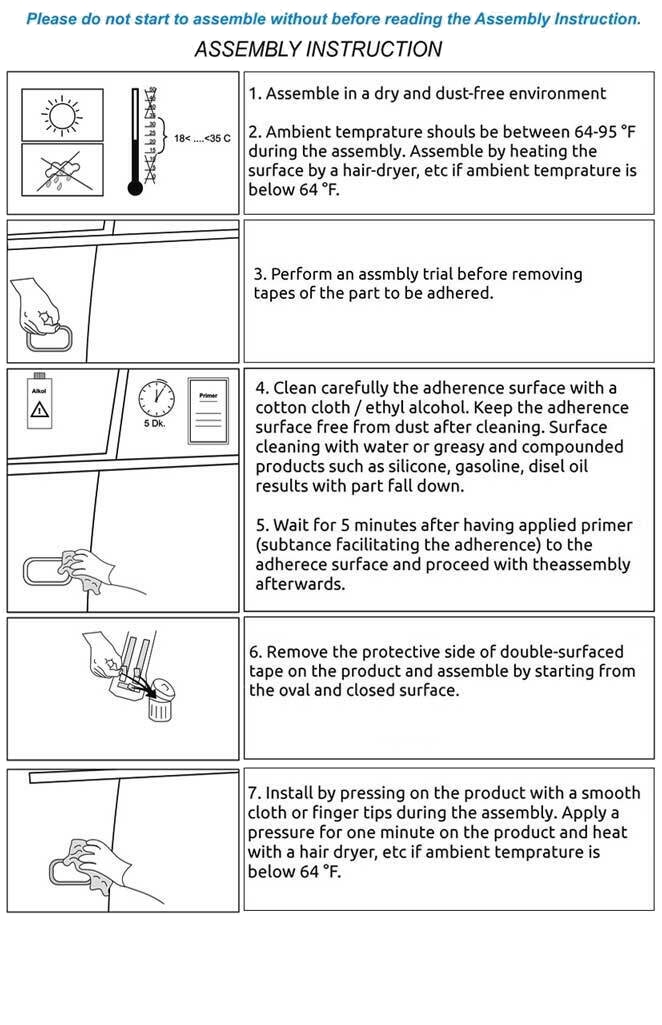 Please do not start to assemble without before reading the Assembly Instruction.
ASSEMBLY INSTRUCTION
18< ....<35 C
1. Assemble in a dry and dust-free environment
2. Ambient temprature shouls be between 64-95 °F
during the assembly. Assemble by heating the
surface by a hair-dryer, etc if ambient temprature is
below 64 °F.
3. Perform an assmbly trial before removing
tapes of the part to be adhered.
Alkol
5 Dk.
Primer
4. Clean carefully the adherence surface with a
cotton cloth / ethyl alcohol. Keep the adherence
surface free from dust after cleaning. Surface
cleaning with water or greasy and compounded
products such as silicone, gasoline, disel oil
results with part fall down.
5. Wait for 5 minutes after having applied primer
(subtance facilitating the adherence) to the
adherece surface and proceed with theassembly
afterwards.
6. Remove the protective side of double-surfaced
tape on the product and assemble by starting from
the oval and closed surface.
7. Install by pressing on the product with a smooth
cloth or finger tips during the assembly. Apply a
pressure for one minute on the product and heat
with a hair dryer, etc if ambient temprature is
below 64 °F.